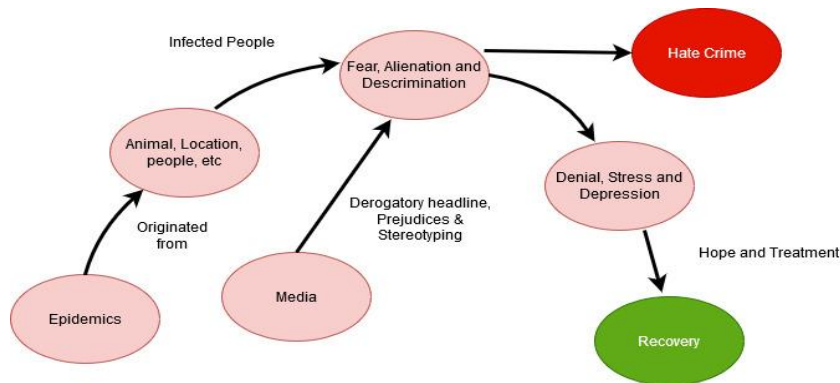 Infected People
Fear, Alienation and
Descrimination
Hate Crime
Animal, Location,
people, etc
Denial, Stress and
Depression
Originated
from
Derogatory headline,
Prejudices &
Stereotyping
Hope and Treatment
Epidemics
Media
Recovery